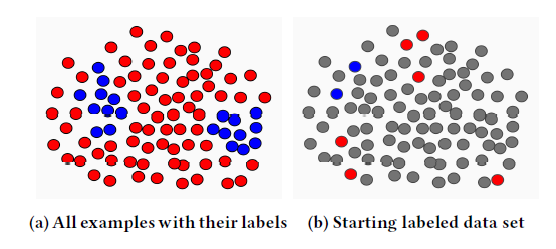 (a) All examples with their labels
(b) Starting labeled data set